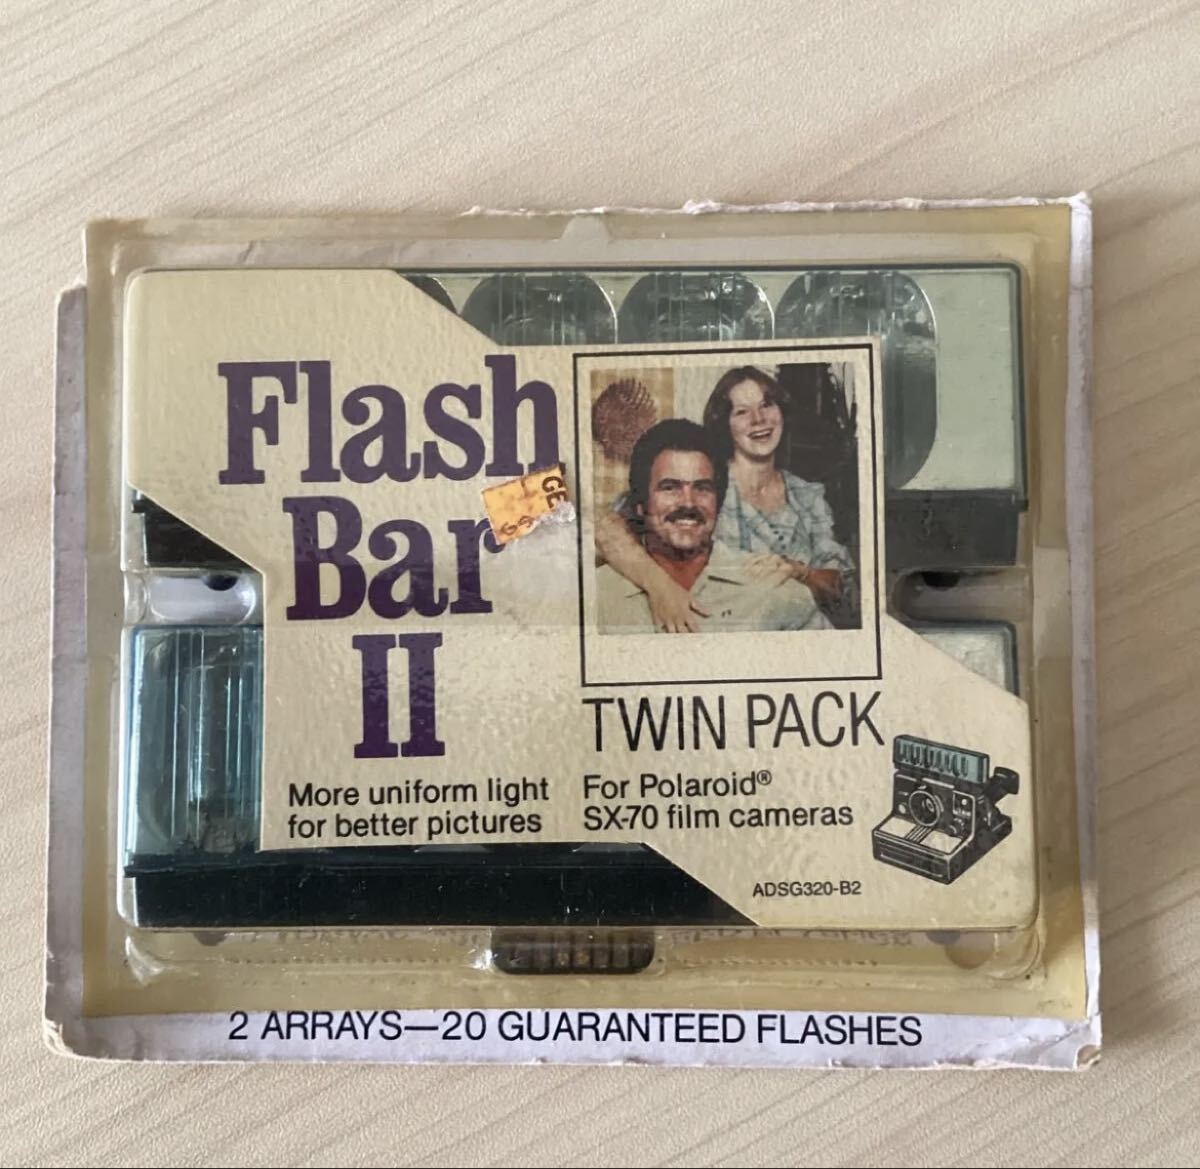 Flash
Bar
II
GE
TWIN PACK
More uniform light
for better pictures
For Polaroid®
SX-70 film cameras
ADSG320-B2
2 ARRAYS—20 GUARANTEED FLASHES